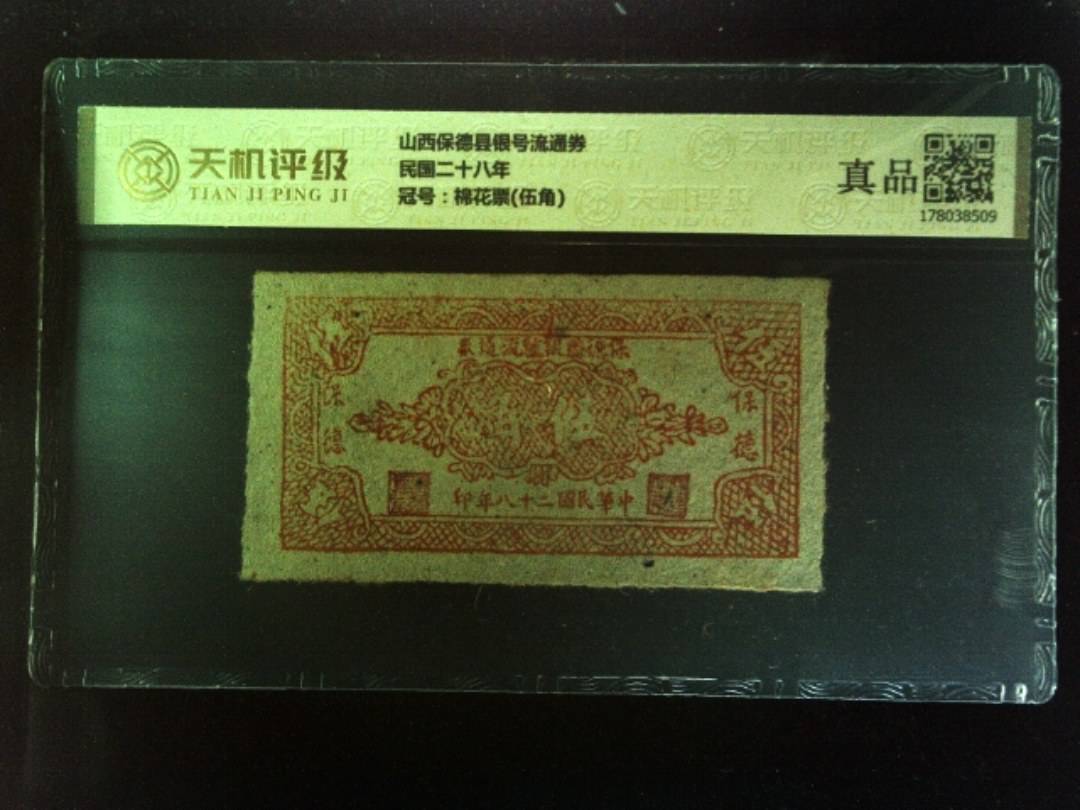 天机评级
TIAN JI PING JI
山西保德县银号流通券
民国二十八年
冠号：棉花票(伍角)
真品
178038509
保德
保德
印年八十二國民華中